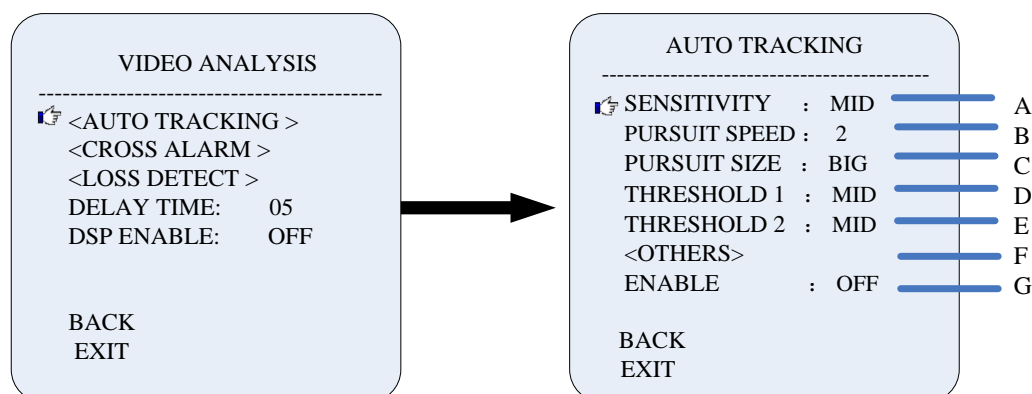 VIDEO ANALYSIS
<AUTO TRACKING >
<CROSS ALARM >
<LOSS DETECT >
DELAY TIME: 05
DSP ENABLE: OFF
BACK
EXIT
AUTO TRACKING
SENSITIVITY : MID A
PURSUIT SPEED : 2 B
PURSUIT SIZE : BIG C
THRESHOLD 1 : MID D
THRESHOLD 2 : MID E
<OTHERS> F
ENABLE : OFF G
BACK
EXIT